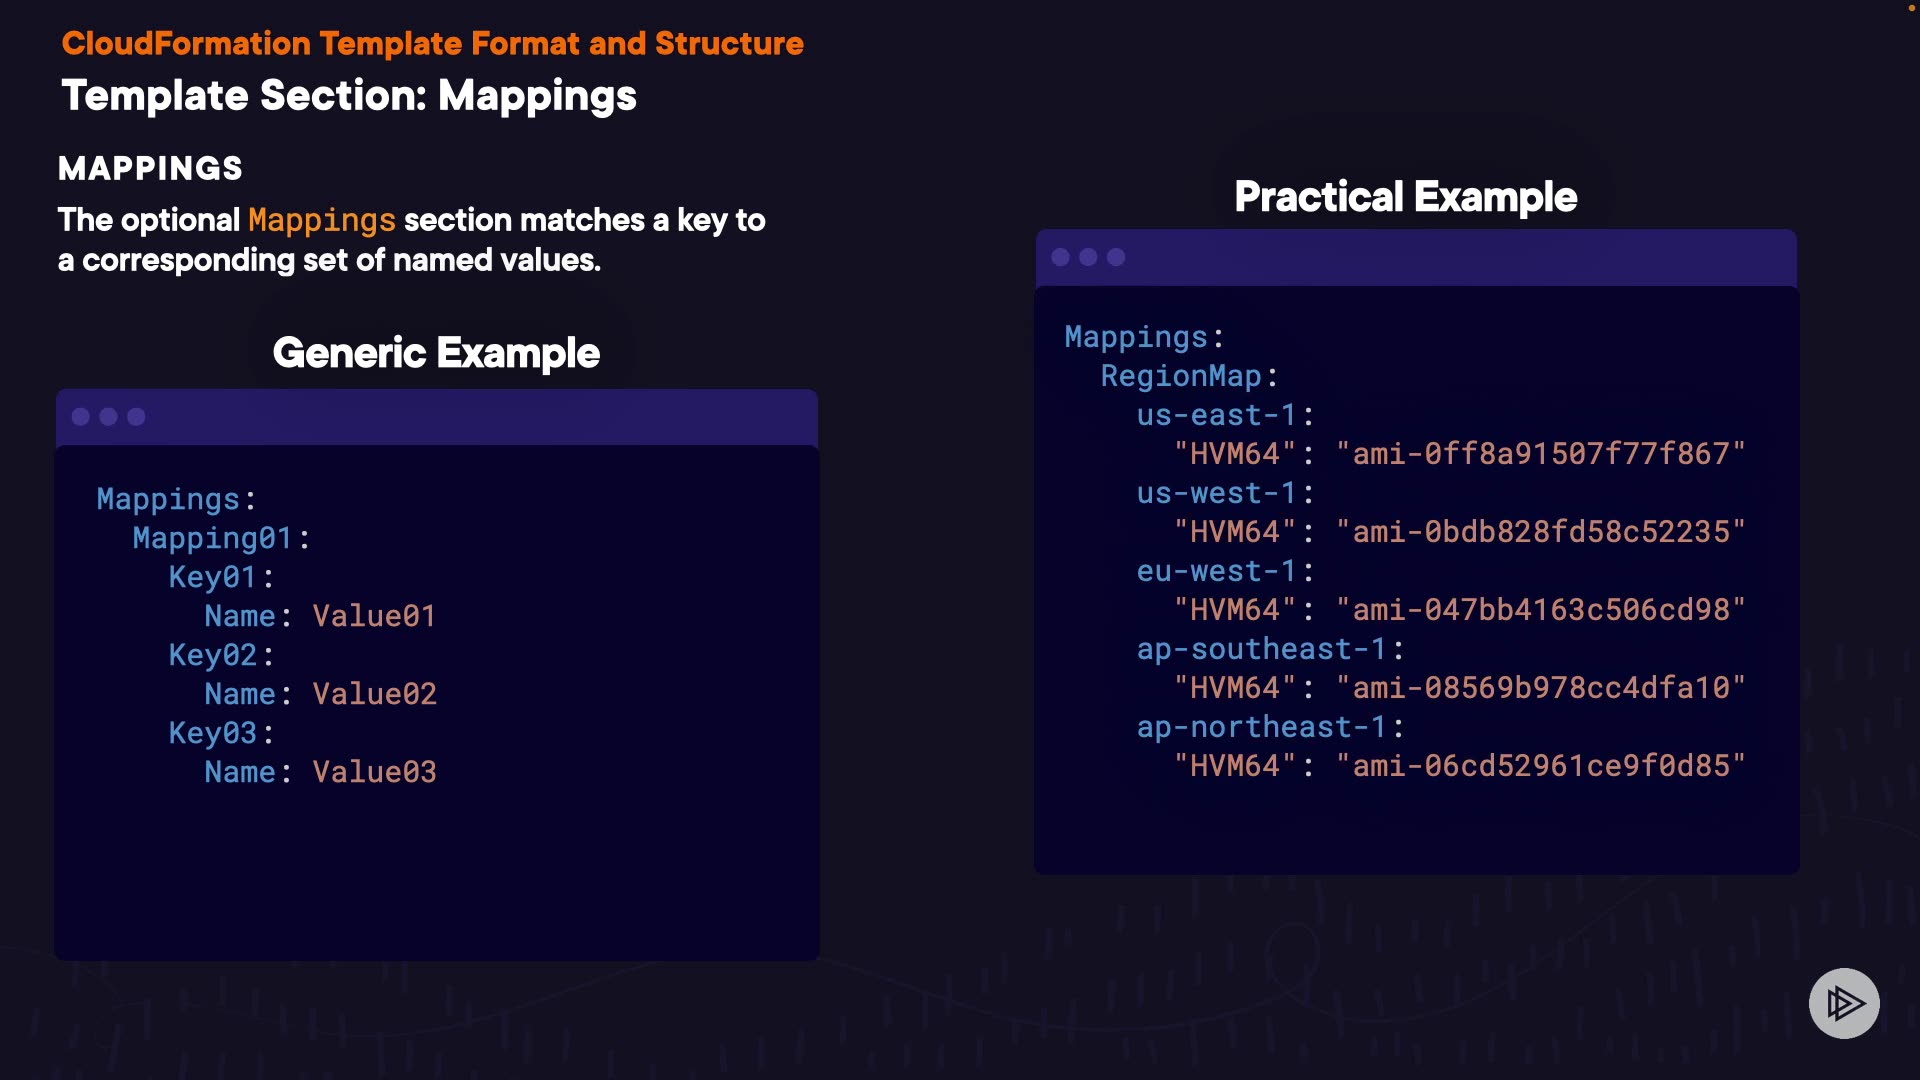 CloudFormation Template Format and Structure
Template Section: Mappings
MAPPINGS
The optional Mappings section matches a key to
a corresponding set of named values.
Generic Example
Mappings:
  Mapping01:
    Key01:
      Name: Value01
    Key02:
      Name: Value02
    Key03:
      Name: Value03
Practical Example
Mappings:
  RegionMap:
    us-east-1:
      "HVM64": "ami-0ff8a91507f77f867"
    us-west-1:
      "HVM64": "ami-0bdb828fd58c52235"
    eu-west-1:
      "HVM64": "ami-047bb4163c506cd98"
    ap-southeast-1:
      "HVM64": "ami-08569b978cc4dfa10"
    ap-northeast-1:
      "HVM64": "ami-06cd52961ce9f0d85"